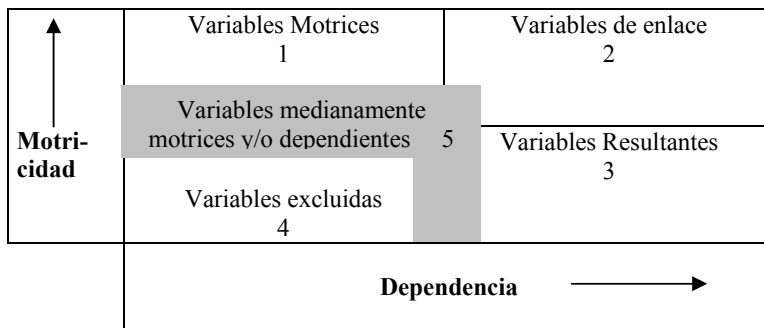 Variables Motrices
1
Variables de enlace
2
Variables medianamente
motrices y/o dependientes 5
Motri-
cidad
Variables Resultantes
3
Variables excluidas
4
Dependencia